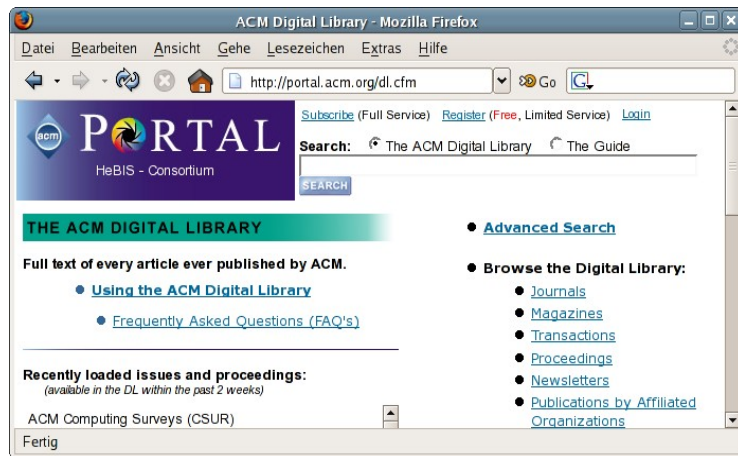 ACM Digital Library - Mozilla Firefox
Datei Bearbeiten Ansicht Gehe Lesezeichen Extras Hilfe
http://portal.acm.org/dl.cfm Go G
Subscribe (Full Service) Register (Free, Limited Service) Login
acm PORTAL
HeBIS - Consortium
Search: The ACM Digital Library The Guide
SEARCH
THE ACM DIGITAL LIBRARY
Full text of every article ever published by ACM.
Using the ACM Digital Library
Frequently Asked Questions (FAQ's)
Recently loaded issues and proceedings:
(available in the DL within the past 2 weeks)
ACM Computing Surveys (CSUR)
Advanced Search
Browse the Digital Library:
Journals
Magazines
Transactions
Proceedings
Newsletters
Publications by Affiliated
Organizations
Fertig